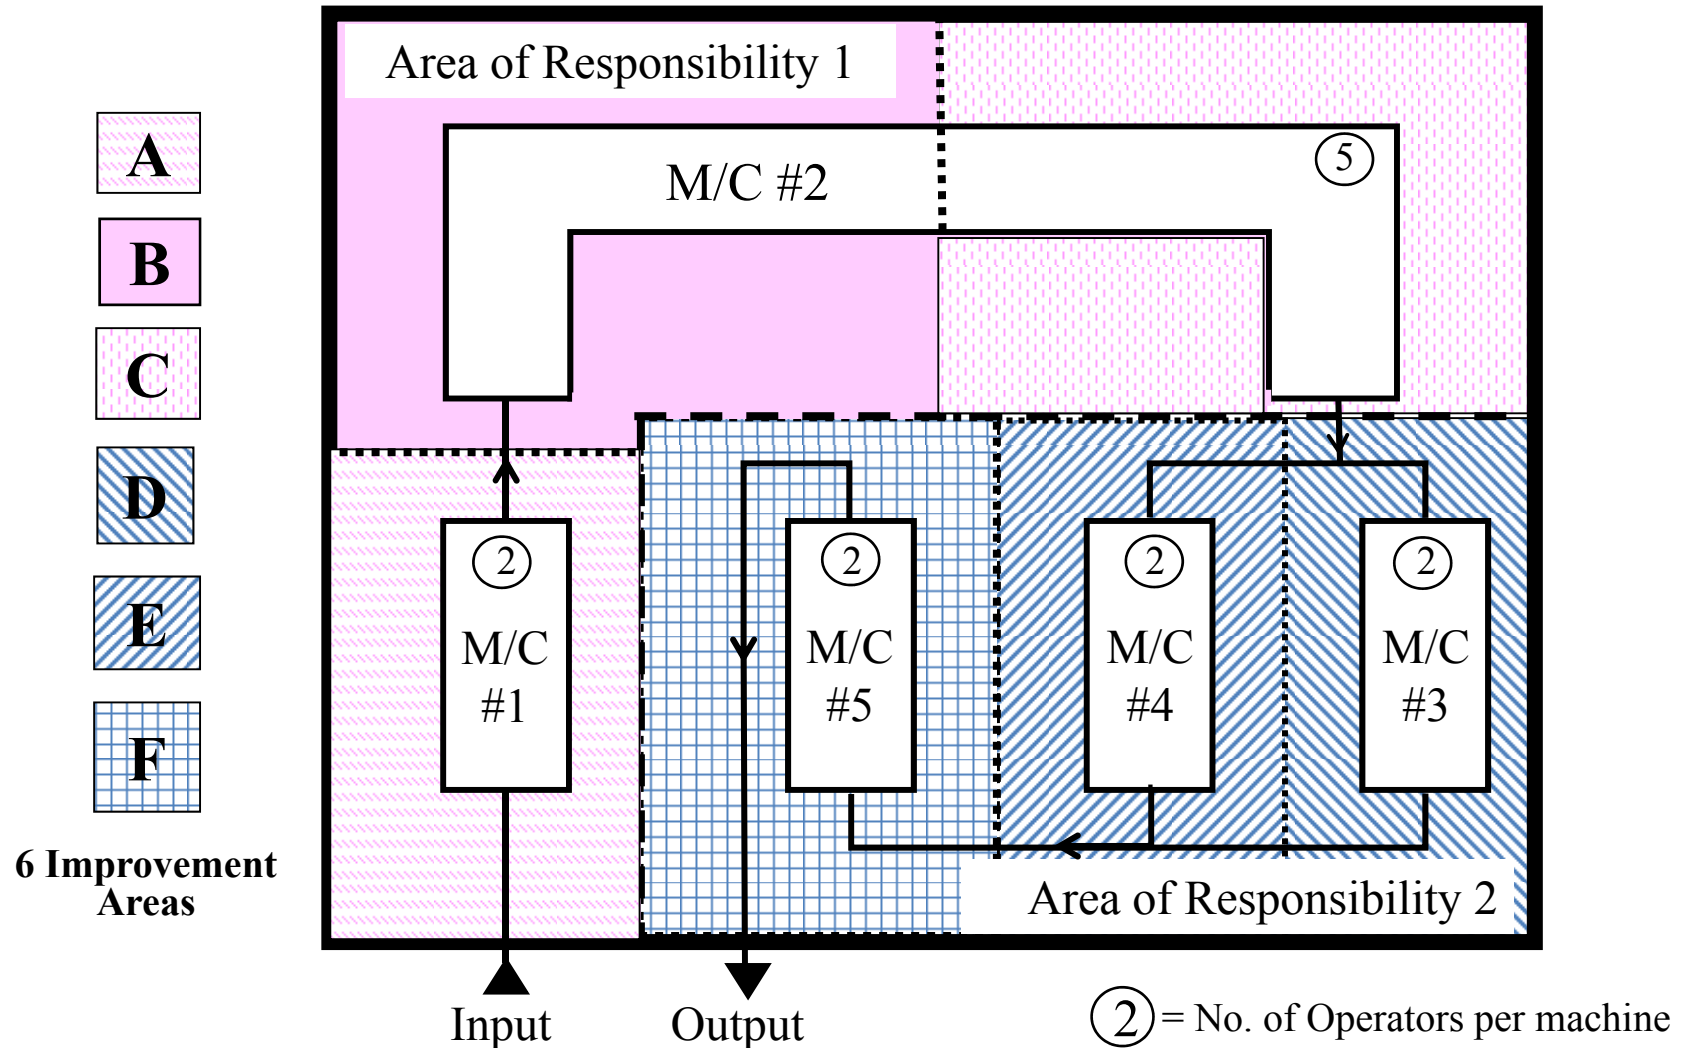 Area of Responsibility 1
A
B
C
D
E
F
6 Improvement
Areas
M/C #2
5
2
M/C
#1
2
M/C
#5
2
M/C
#4
2
M/C
#3
Area of Responsibility 2
Input
Output
2 = No. of Operators per machine